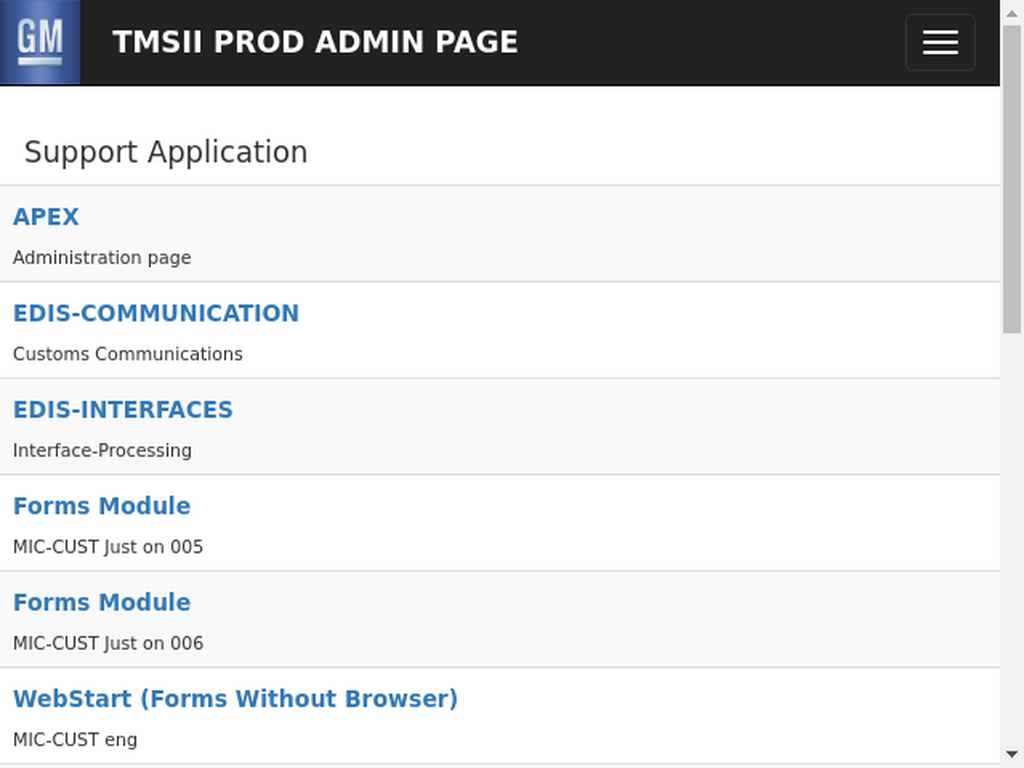 GM
TMSII PROD ADMIN PAGE
Support Application
APEX
Administration page
EDIS-COMMUNICATION
Customs Communications
EDIS-INTERFACES
Interface-Processing
Forms Module
MIC-CUST Just on 005
Forms Module
MIC-CUST Just on 006
WebStart (Forms Without Browser)
MIC-CUST eng